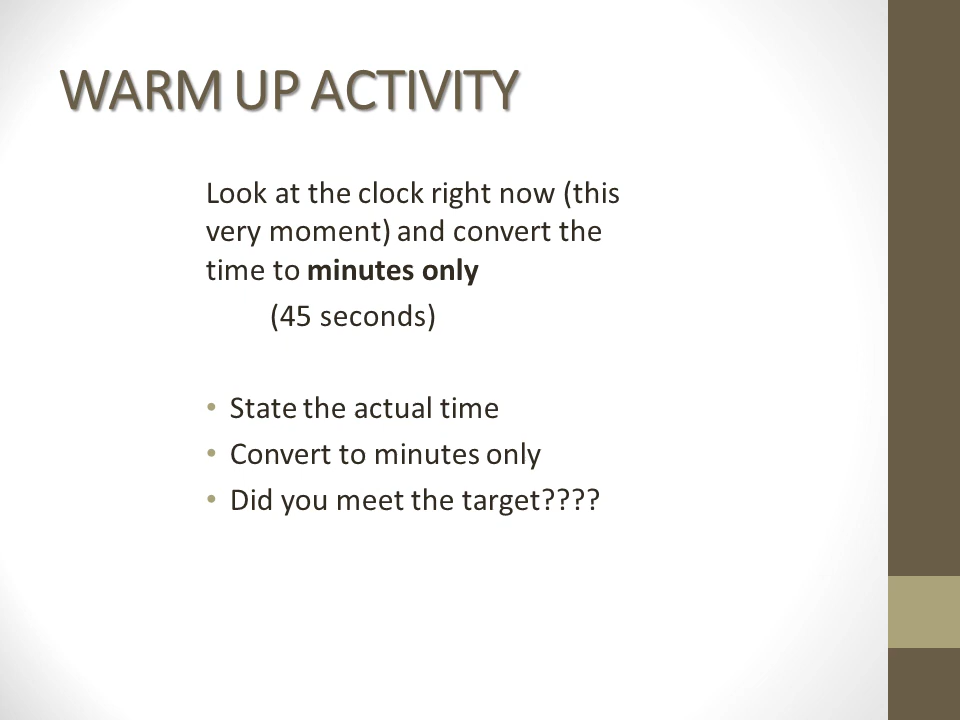 WARM UP ACTIVITY
Look at the clock right now (this
very moment) and convert the
time to minutes only
(45 seconds)
• State the actual time
• Convert to minutes only
• Did you meet the target????